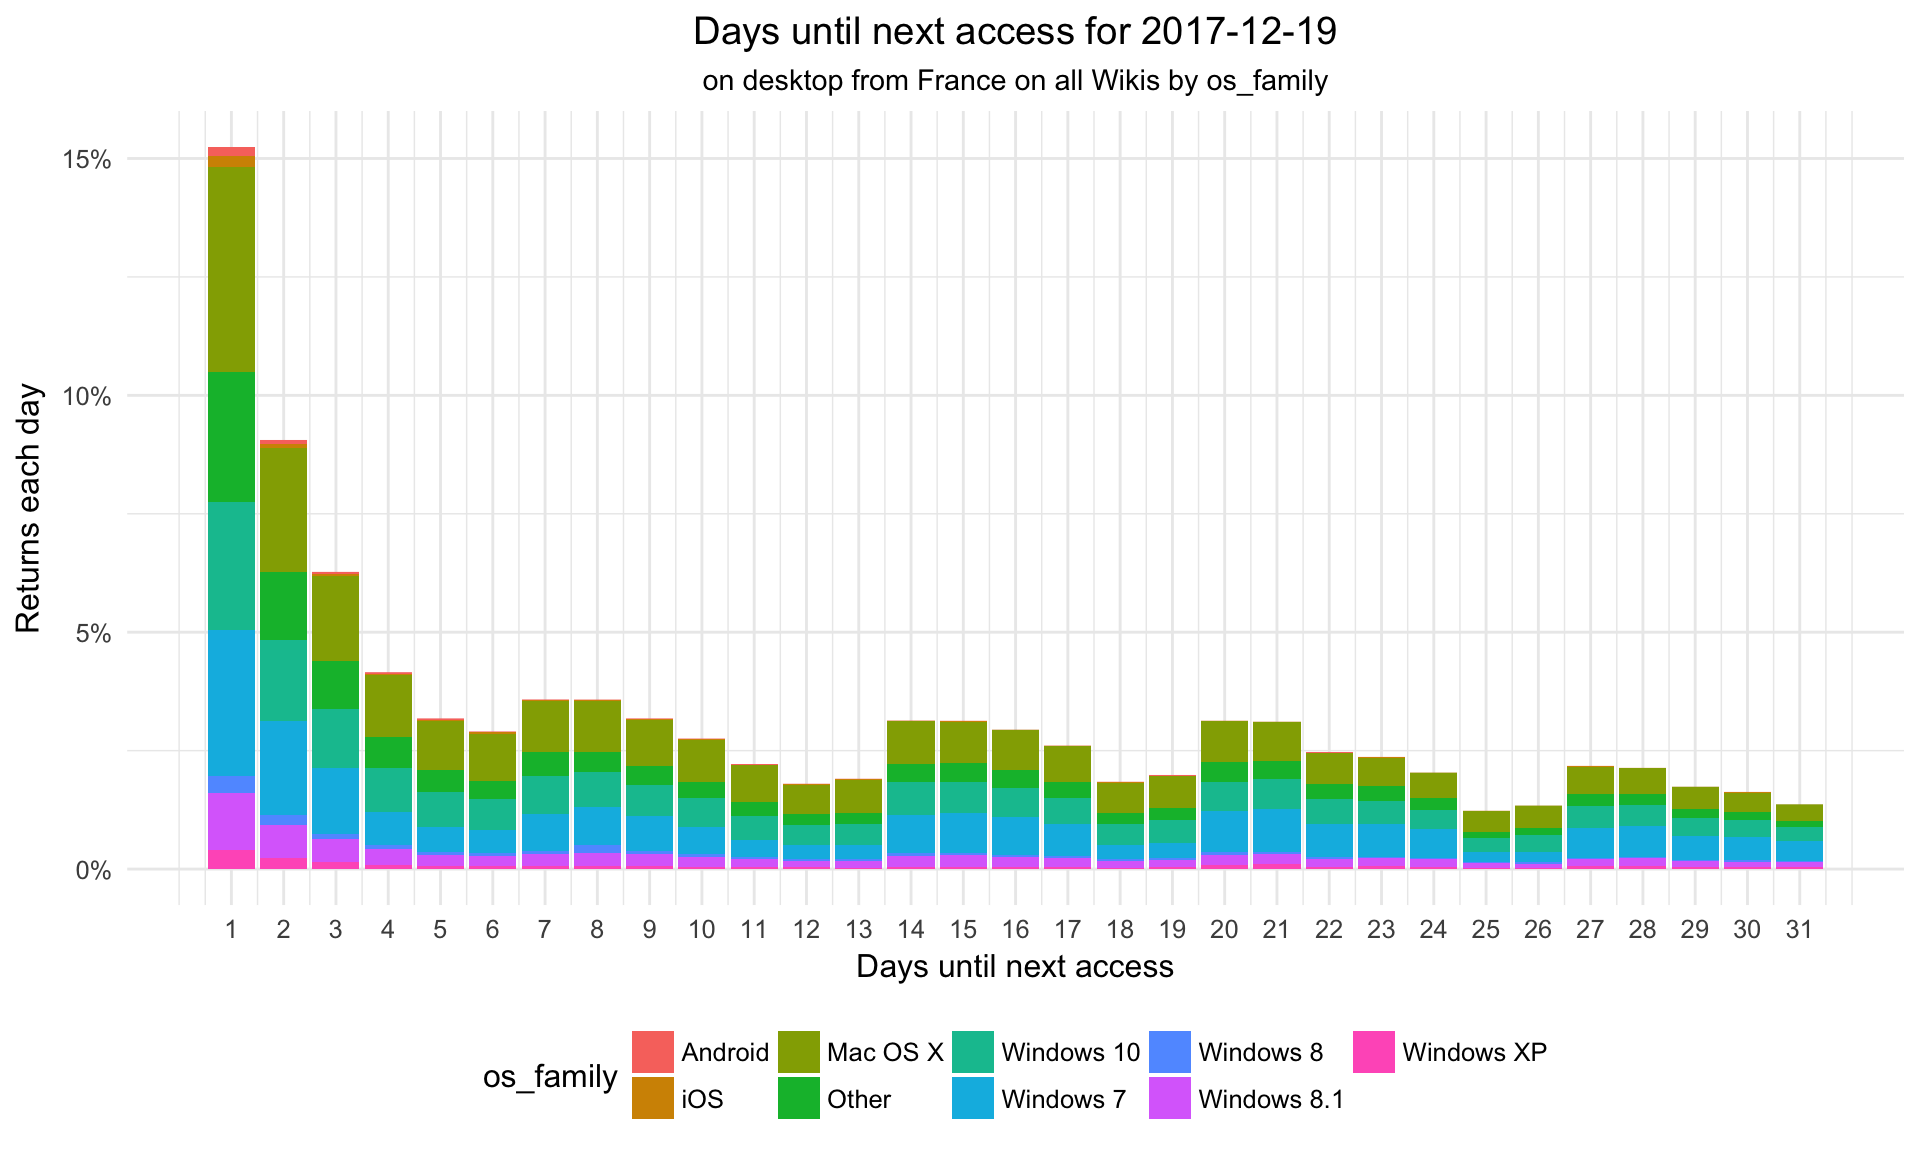 Days until next access for 2017-12-19
on desktop from France on all Wikis by os_family
Returns each day
15%
10%
5%
0%
1 2 3 4 5 6 7 8 9 10 11 12 13 14 15 16 17 18 19 20 21 22 23 24 25 26 27 28 29 30 31
Days until next access
os_family
Android Mac OS X Windows 10 Windows 8 Windows XP
iOS Other Windows 7 Windows 8.1